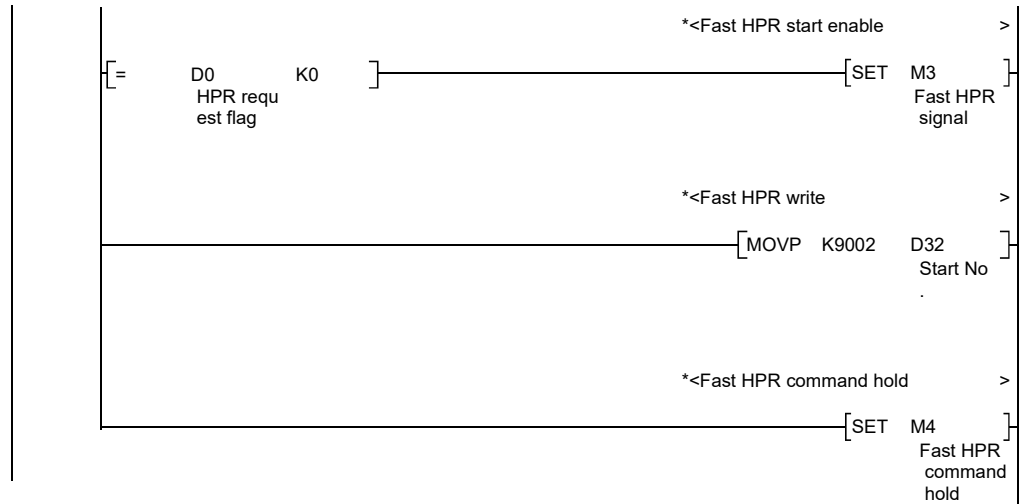 *<Fast HPR start enable >
[= D0 K0 ] [SET M3 ]
HPR requ Fast HPR
est flag signal
*<Fast HPR write >
[MOVP K9002 D32 ]
Start No
.
*<Fast HPR command hold >
[SET M4 ]
Fast HPR
command
hold